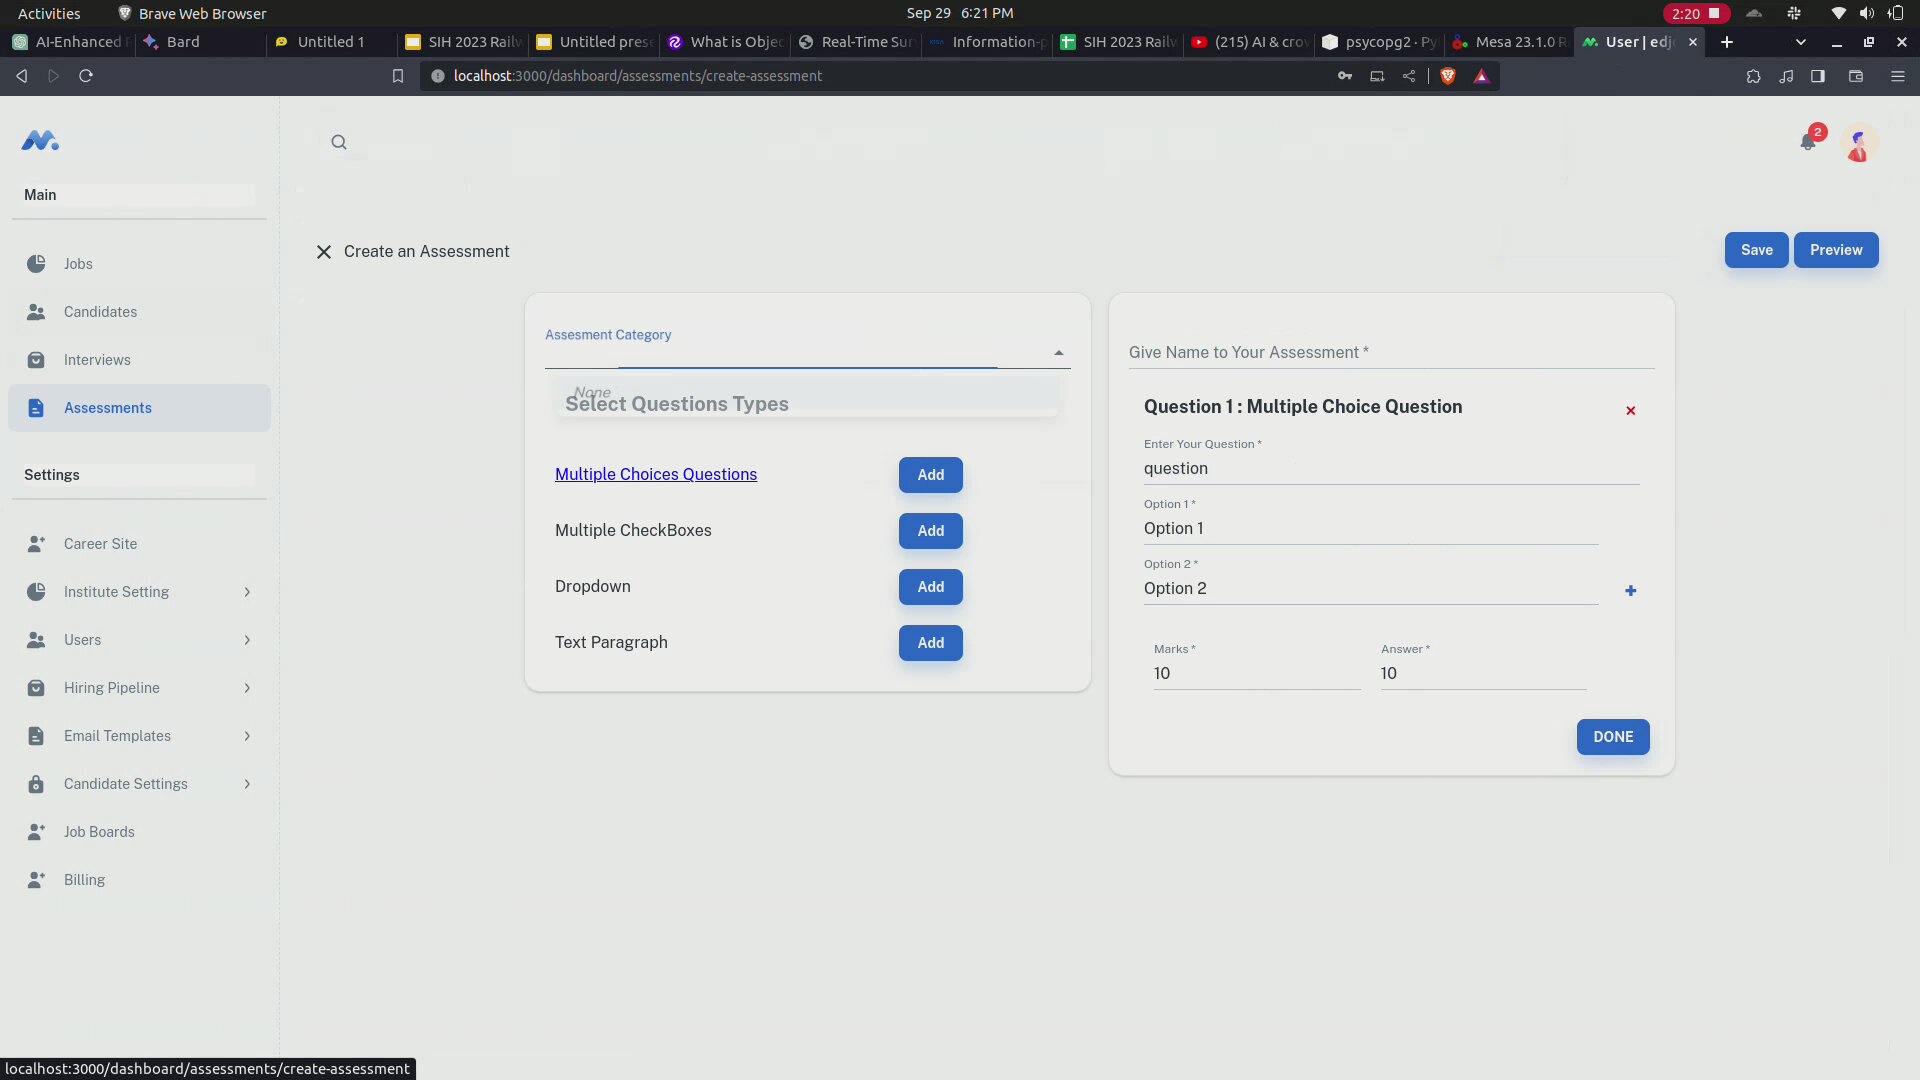 Activities
Brave Web Browser
Sep 29 6:21 PM
2:20
AI-Enhanced
Bard
Untitled 1
SIH 2023 Railw
Untitled prese
What is Objec
Real-Time Sur
Information-p
SIH 2023 Railw
(215) AI & crow
psycopg2 · Py
Mesa 23.1.0 R
User | edj
localhost:3000/dashboard/assessments/create-assessment
2
Main
Jobs
Candidates
Interviews
Assessments
Settings
Career Site
Institute Setting
Users
Hiring Pipeline
Email Templates
Candidate Settings
Job Boards
Billing
Create an Assessment
Save
Preview
Assesment Category
None
Select Questions Types
Multiple Choices Questions
Add
Multiple CheckBoxes
Add
Dropdown
Add
Text Paragraph
Add
Give Name to Your Assessment *
Question 1 : Multiple Choice Question
Enter Your Question *
question
Option 1 *
Option 1
Option 2 *
Option 2
Marks *
10
Answer *
10
DONE
localhost:3000/dashboard/assessments/create-assessment